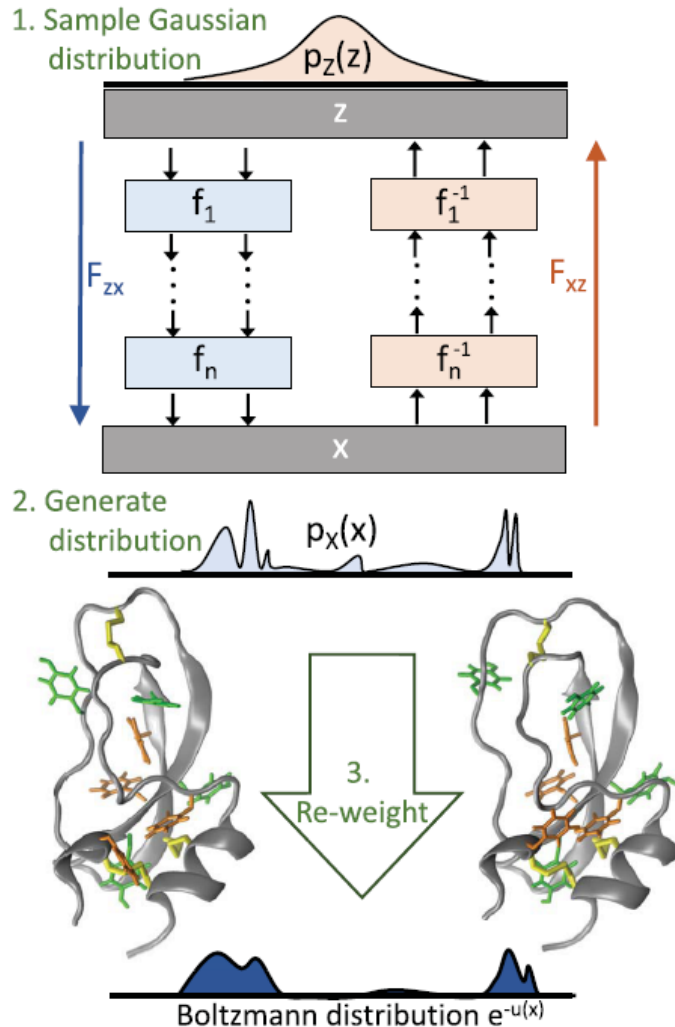 1. Sample Gaussian
distribution
p_Z(z)
z
f_1
f_1^-1
F_zx
F_xz
f_n
f_n^-1
x
2. Generate
distribution
p_X(x)
3.
Re-weight
Boltzmann distribution e^-u(x)